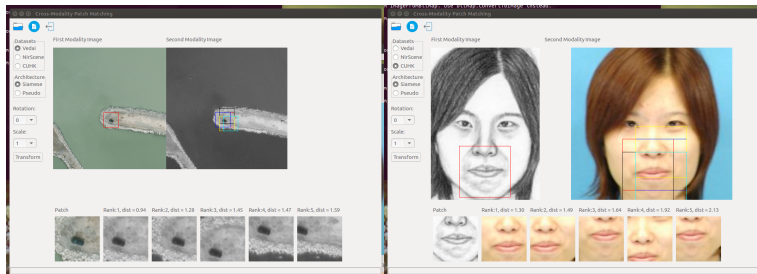 Cross-Modality Patch Matching
Datasets
Vedai
NirScene
CUHK
Architecture
Siamese
Pseudo
Rotation:
0
Scale:
1
Transform
First Modality Image
Second Modality Image
Patch
Rank:1, dist = 0.94
Rank:2, dist = 1.28
Rank:3, dist = 1.45
Rank:4, dist = 1.47
Rank:5, dist = 1.59
Cross-Modality Patch Matching
Datasets
Vedai
NirScene
CUHK
Architecture
Siamese
Pseudo
Rotation:
0
Scale:
1
Transform
First Modality Image
Second Modality Image
Patch
Rank:1, dist = 1.30
Rank:2, dist = 1.49
Rank:3, dist = 1.64
Rank:4, dist = 1.92
Rank:5, dist = 2.13